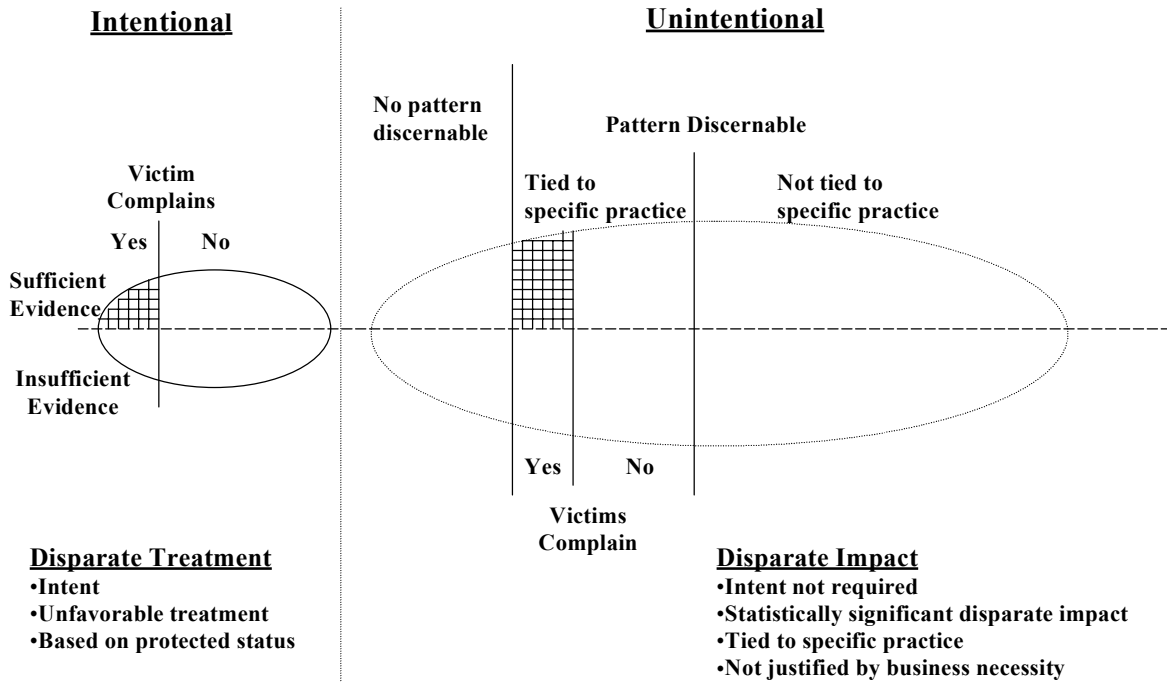 Intentional
Unintentional
No pattern
discernable
Pattern Discernable
Victim
Complains
Yes
No
Tied to
specific practice
Not tied to
specific practice
Sufficient
Evidence
Insufficient
Evidence
Yes
No
Victims
Complain
Disparate Treatment
•Intent
•Unfavorable treatment
•Based on protected status
Disparate Impact
•Intent not required
•Statistically significant disparate impact
•Tied to specific practice
•Not justified by business necessity